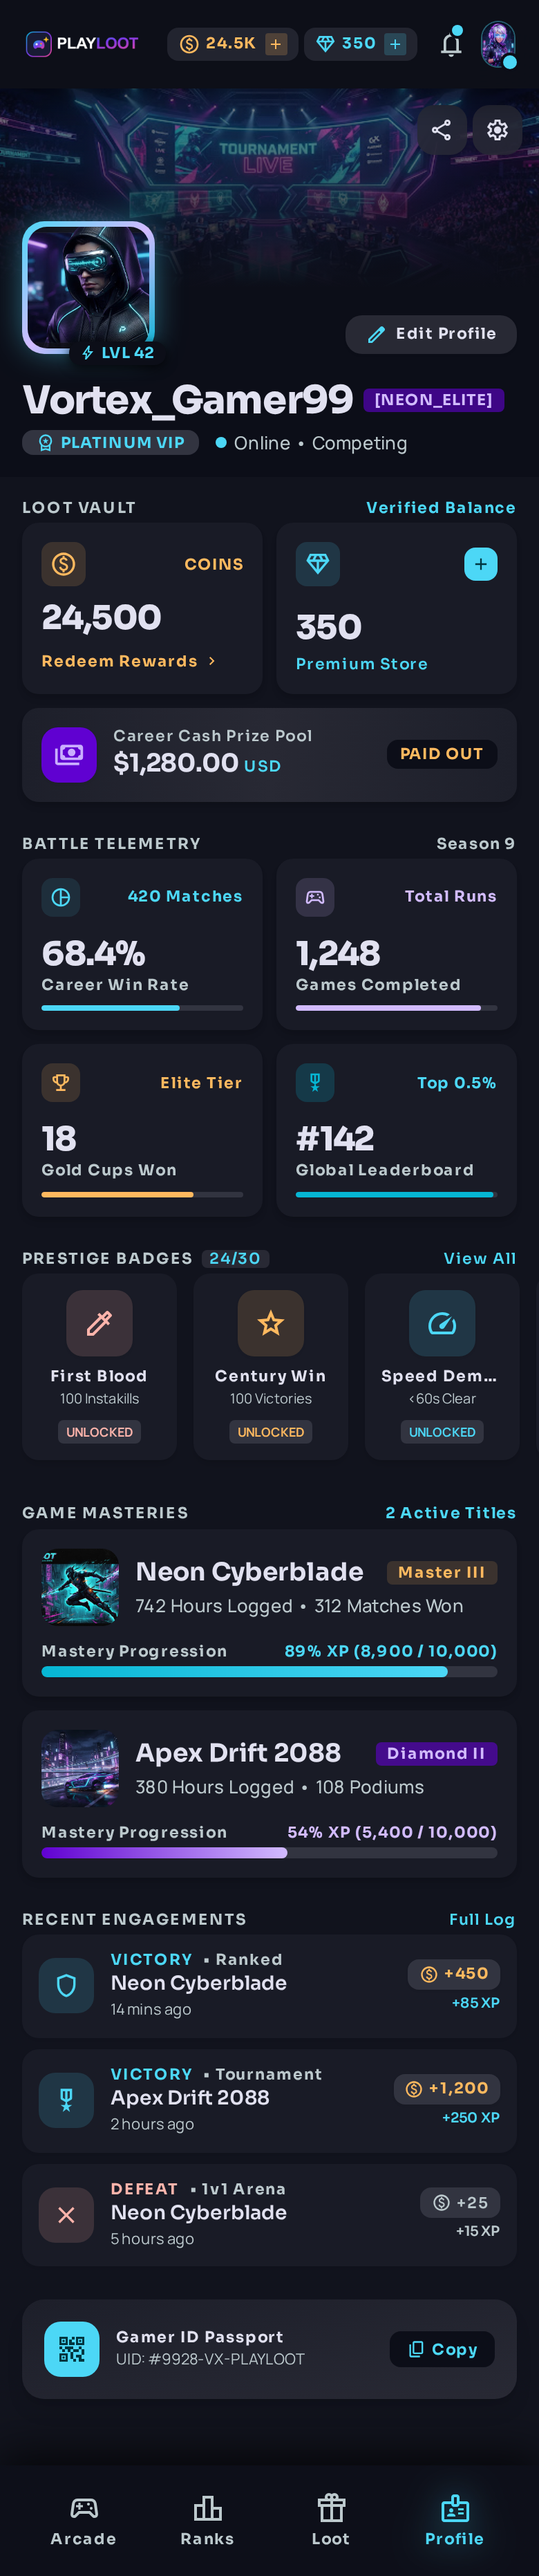 PLAYLOOT
24.5K
350
TOURNAMENT
LIVE
LVL 42
Edit Profile
Vortex_Gamer99 [NEON_ELITE]
PLATINUM VIP Online • Competing
LOOT VAULT Verified Balance
COINS
24,500
Redeem Rewards
350
Premium Store
Career Cash Prize Pool
$1,280.00 USD
PAID OUT
BATTLE TELEMETRY Season 9
420 Matches
68.4%
Career Win Rate
Total Runs
1,248
Games Completed
Elite Tier
18
Gold Cups Won
Top 0.5%
#142
Global Leaderboard
PRESTIGE BADGES 24/30 View All
First Blood
100 Instakills
UNLOCKED
Century Win
100 Victories
UNLOCKED
Speed Dem...
<60s Clear
UNLOCKED
GAME MASTERIES 2 Active Titles
Neon Cyberblade Master III
742 Hours Logged • 312 Matches Won
Mastery Progression 89% XP (8,900 / 10,000)
Apex Drift 2088 Diamond II
380 Hours Logged • 108 Podiums
Mastery Progression 54% XP (5,400 / 10,000)
RECENT ENGAGEMENTS Full Log
VICTORY • Ranked
Neon Cyberblade
14 mins ago
+450
+85 XP
VICTORY • Tournament
Apex Drift 2088
2 hours ago
+1,200
+250 XP
DEFEAT • 1v1 Arena
Neon Cyberblade
5 hours ago
+25
+15 XP
Gamer ID Passport
UID: #9928-VX-PLAYLOOT
Copy
Arcade Ranks Loot Profile